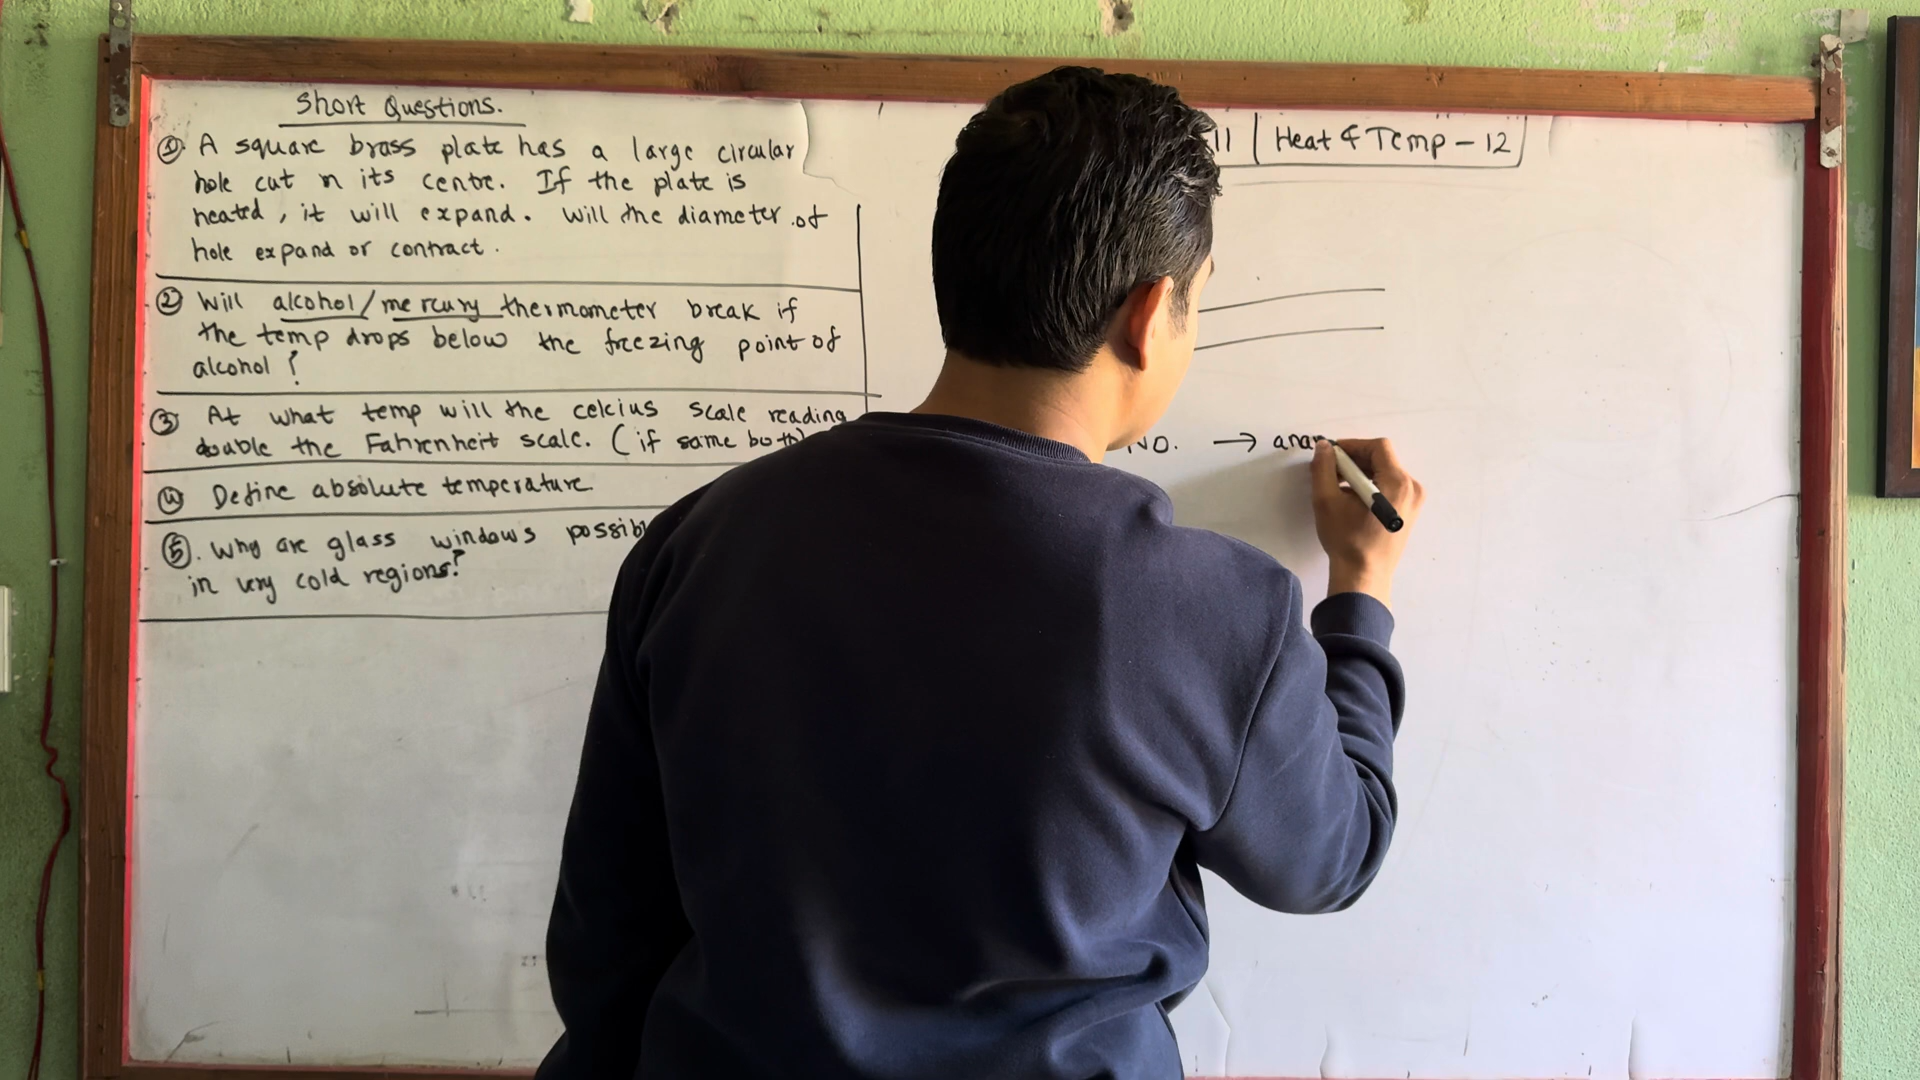 Short Questions.
① A square brass plate has a large circular
hole cut in its centre. If the plate is
heated, it will expand. Will the diameter of
hole expand or contract.
② Will alcohol/mercury thermometer break if
the temp drops below the freezing point of
alcohol?
③ At what temp will the celcius scale reading
double the Fahrenheit scale. (if same both)
④ Define absolute temperature
⑤. Why are glass windows possibl
in very cold regions?
11 | Heat & Temp - 12
NO. →